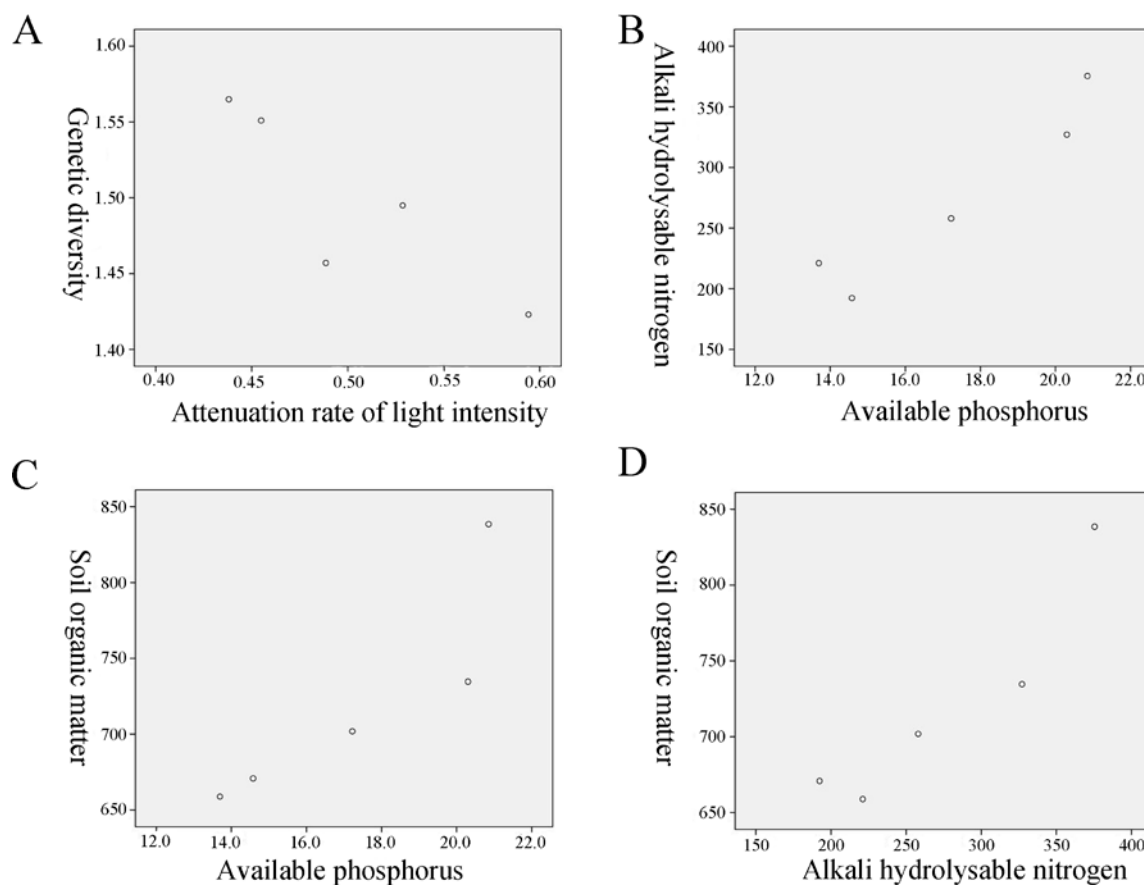 A
Genetic diversity
1.60
1.55
1.50
1.45
1.40
0.40 0.45 0.50 0.55 0.60
Attenuation rate of light intensity
B
Alkali hydrolysable nitrogen
400
350
300
250
200
150
12.0 14.0 16.0 18.0 20.0 22.0
Available phosphorus
C
Soil organic matter
850
800
750
700
650
12.0 14.0 16.0 18.0 20.0 22.0
Available phosphorus
D
Soil organic matter
850
800
750
700
650
150 200 250 300 350 400
Alkali hydrolysable nitrogen